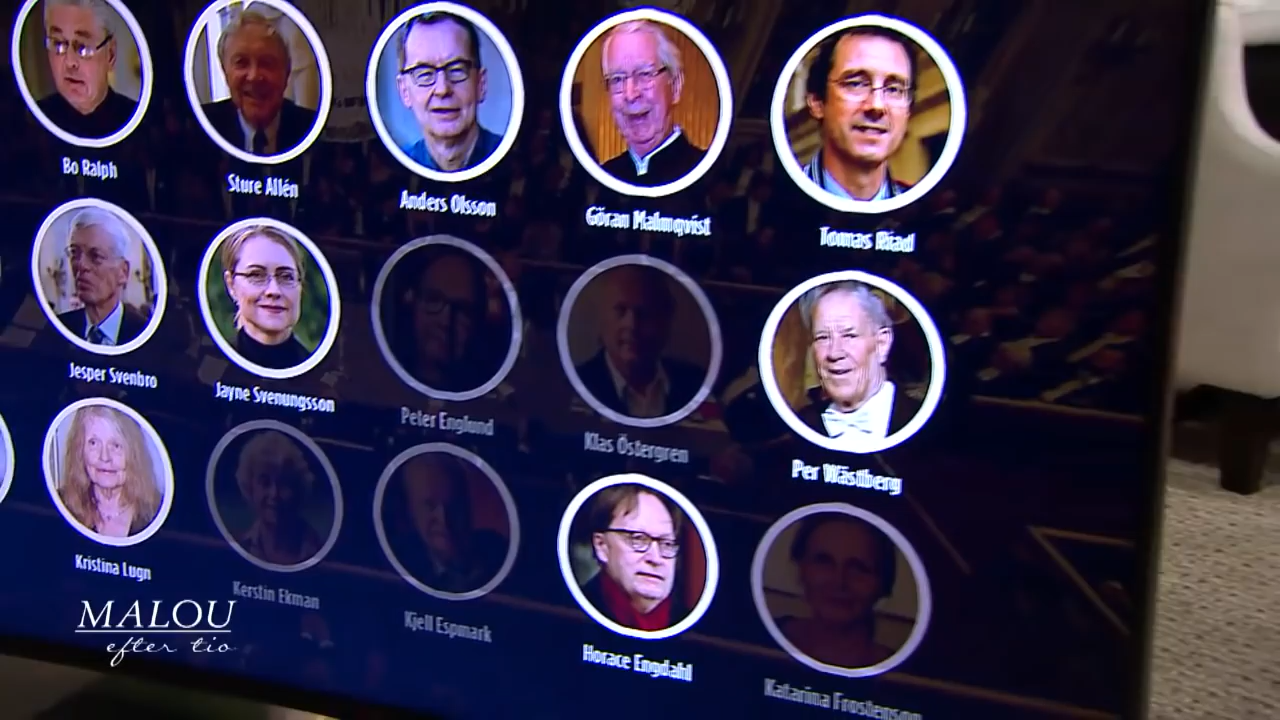 Bo Ralph
Sture Allén
Anders Olsson
Göran Malmqvist
Tomas Riad
Jesper Svenbro
Jayne Svenungsson
Peter Englund
Klas Östergren
Per Wästberg
Kristina Lugn
Kerstin Ekman
Kjell Espmark
Horace Engdahl
Katarina Frostenson
MALOU
efter tio